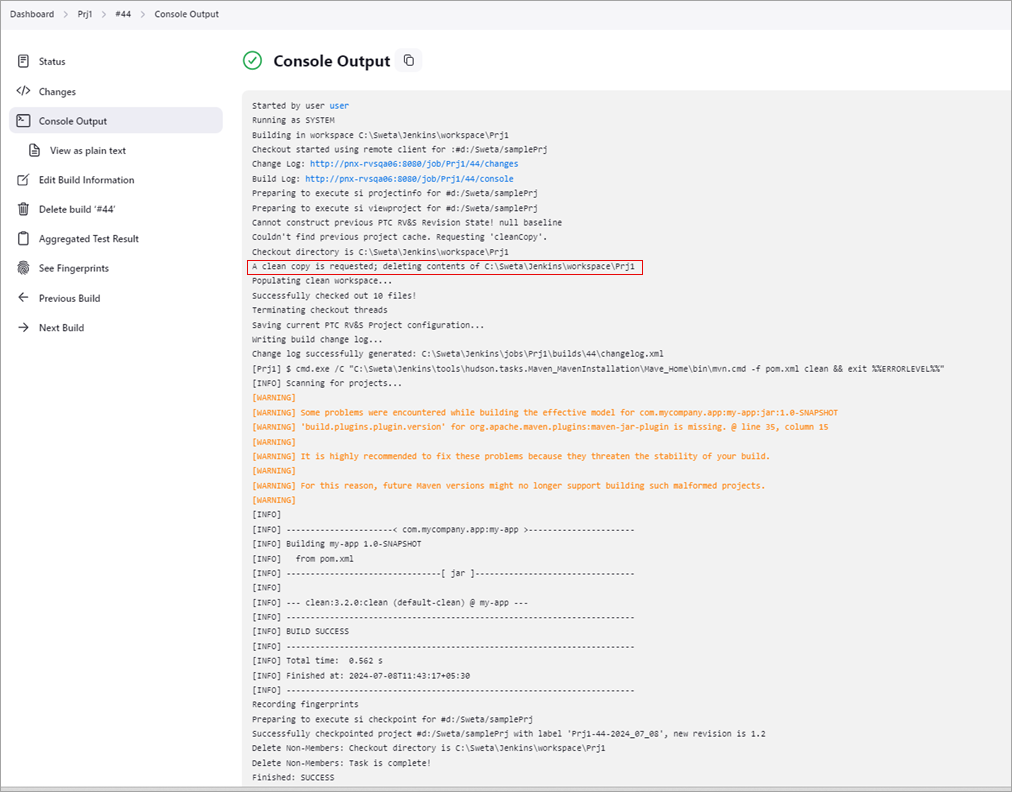 Dashboard > Prj1 > #44 > Console Output
Status
Changes
Console Output
View as plain text
Edit Build Information
Delete build '#44'
Aggregated Test Result
See Fingerprints
Previous Build
Next Build
Console Output
Started by user user
Running as SYSTEM
Building in workspace C:\Sweta\Jenkins\workspace\Prj1
Checkout started using remote client for :#d:/Sweta/samplePrj
Change Log: http://pnx-rvsqa06:8080/job/Prj1/44/changes
Build Log: http://pnx-rvsqa06:8080/job/Prj1/44/console
Preparing to execute si projectinfo for #d:/Sweta/samplePrj
Preparing to execute si viewproject for #d:/Sweta/samplePrj
Cannot construct previous PTC RV&S Revision State! null baseline
Couldn't find previous project cache. Requesting 'cleanCopy'.
Checkout directory is C:\Sweta\Jenkins\workspace\Prj1
A clean copy is requested; deleting contents of C:\Sweta\Jenkins\workspace\Prj1
Populating clean workspace...
Successfully checked out 10 files!
Terminating checkout threads
Saving current PTC RV&S Project configuration...
Writing build change log...
Change log successfully generated: C:\Sweta\Jenkins\jobs\Prj1\builds\44\changelog.xml
[Prj1] $ cmd.exe /C "C:\Sweta\Jenkins\tools\hudson.tasks.Maven_MavenInstallation\Mave_Home\bin\mvn.cmd -f pom.xml clean && exit %%ERRORLEVEL%%"
[INFO] Scanning for projects...
[WARNING]
[WARNING] Some problems were encountered while building the effective model for com.mycompany.app:my-app:jar:1.0-SNAPSHOT
[WARNING] 'build.plugins.plugin.version' for org.apache.maven.plugins:maven-jar-plugin is missing. @ line 35, column 15
[WARNING]
[WARNING] It is highly recommended to fix these problems because they threaten the stability of your build.
[WARNING]
[WARNING] For this reason, future Maven versions might no longer support building such malformed projects.
[WARNING]
[INFO]
[INFO] ----------------------< com.mycompany.app:my-app >----------------------
[INFO] Building my-app 1.0-SNAPSHOT
[INFO]   from pom.xml
[INFO] --------------------------------[ jar ]---------------------------------
[INFO]
[INFO] --- clean:3.2.0:clean (default-clean) @ my-app ---
[INFO] ------------------------------------------------------------------------
[INFO] BUILD SUCCESS
[INFO] ------------------------------------------------------------------------
[INFO] Total time:  0.562 s
[INFO] Finished at: 2024-07-08T11:43:17+05:30
[INFO] ------------------------------------------------------------------------
Recording fingerprints
Preparing to execute si checkpoint for #d:/Sweta/samplePrj
Successfully checkpointed project #d:/Sweta/samplePrj with label 'Prj1-44-2024_07_08', new revision is 1.2
Delete Non-Members: Checkout directory is C:\Sweta\Jenkins\workspace\Prj1
Delete Non-Members: Task is complete!
Finished: SUCCESS